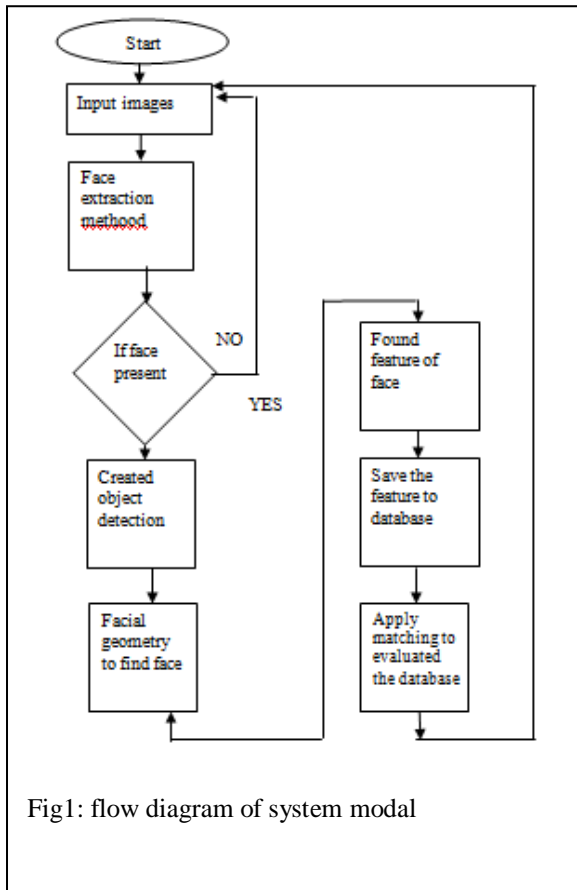 Start
Input images
Face
extraction
methood
If face
present
NO
YES
Created
object
detection
Facial
geometry
to find face
Found
feature of
face
Save the
feature to
database
Apply
matching to
evaluated
the database
Fig1: flow diagram of system modal